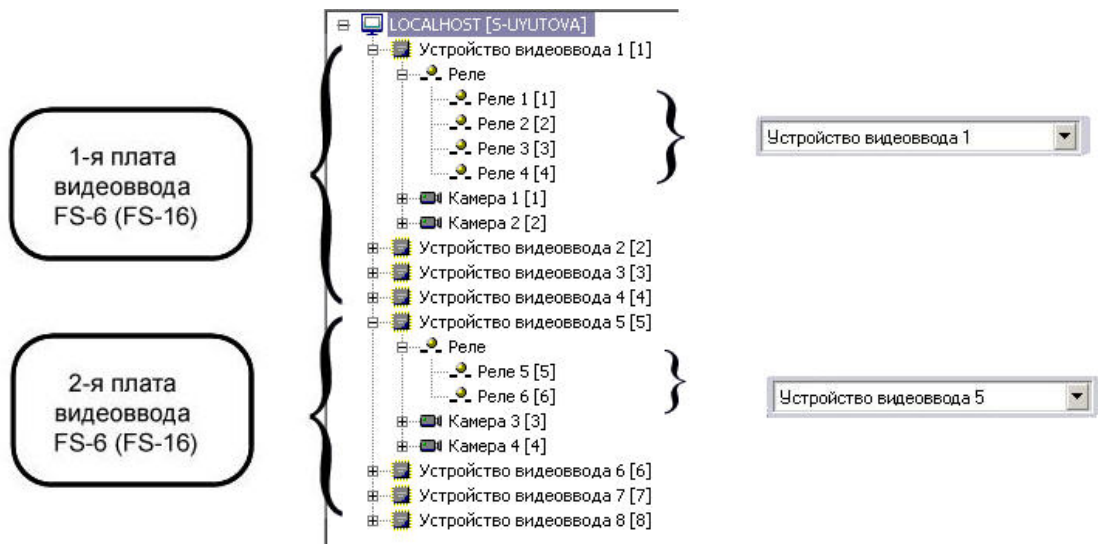 LOCALHOST [S-UYUTOVA]
Устройство видеоввода 1 [1]
Реле
Реле 1 [1]
Реле 2 [2]
Реле 3 [3]
Реле 4 [4]
Камера 1 [1]
Камера 2 [2]
Устройство видеоввода 2 [2]
Устройство видеоввода 3 [3]
Устройство видеоввода 4 [4]
Устройство видеоввода 5 [5]
Реле
Реле 5 [5]
Реле 6 [6]
Камера 3 [3]
Камера 4 [4]
Устройство видеоввода 6 [6]
Устройство видеоввода 7 [7]
Устройство видеоввода 8 [8]
1-я плата
видеоввода
FS-6 (FS-16)
2-я плата
видеоввода
FS-6 (FS-16)
Устройство видеоввода 1
Устройство видеоввода 5